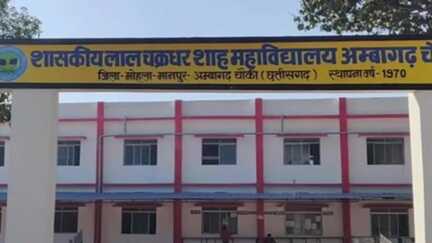 शासकीय लाल चक्रधर शाह महाविद्यालय अम्बागढ़ चौ
जिला-मोहला-मानपुर-अम्बागढ़ चौकी (छत्तीसगढ़) स्थापना वर्ष - 1970